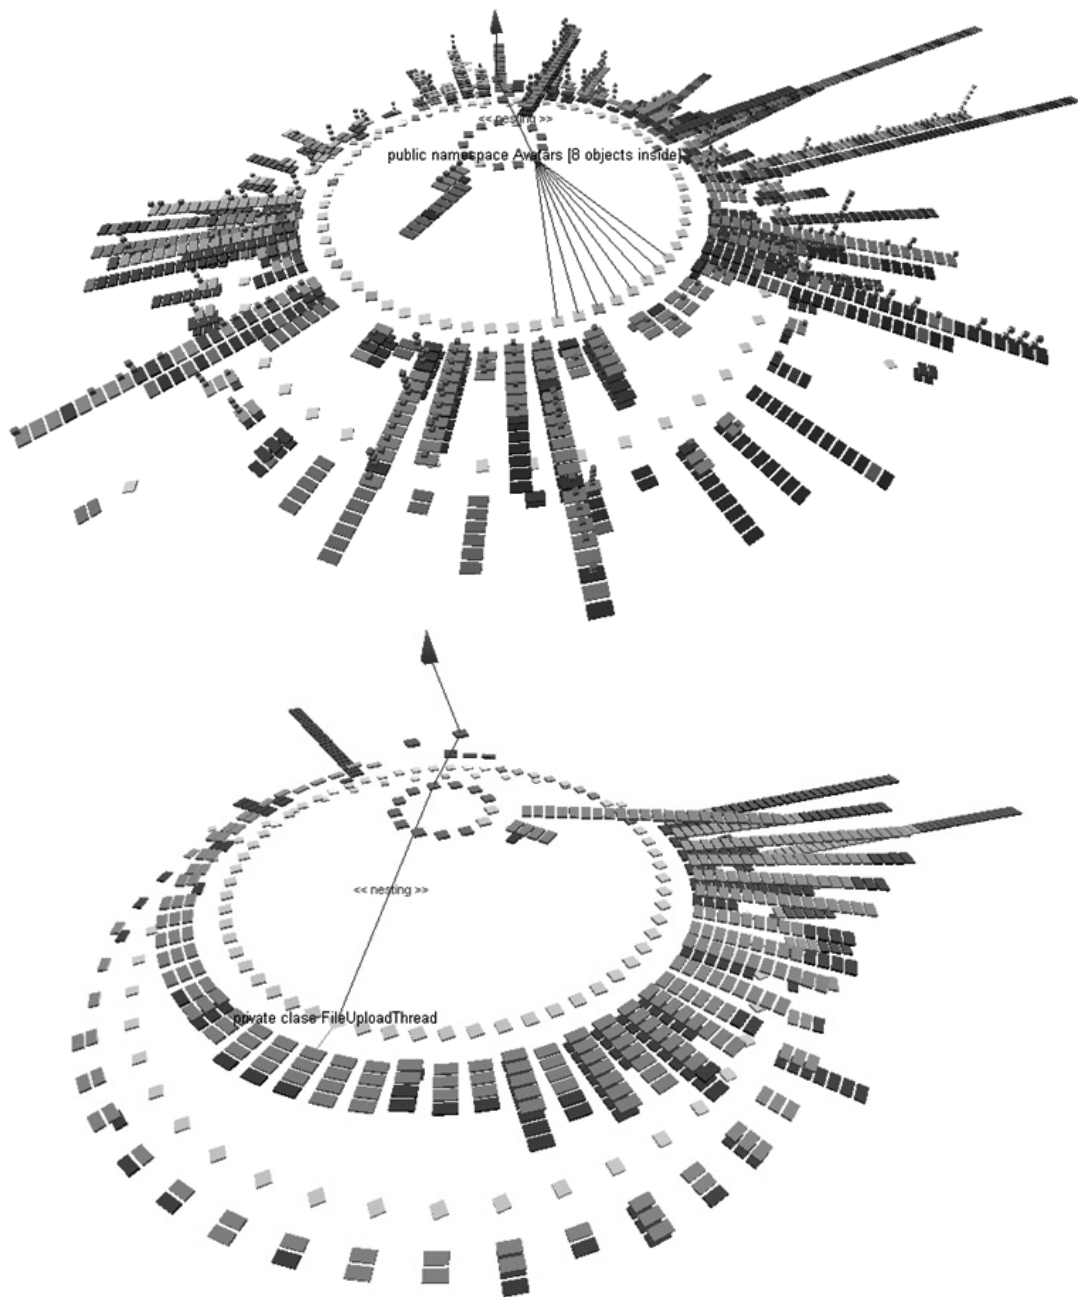 << nesting >>
public namespace Avatars [8 objects inside]
<< nesting >>
private class FileUploadThread